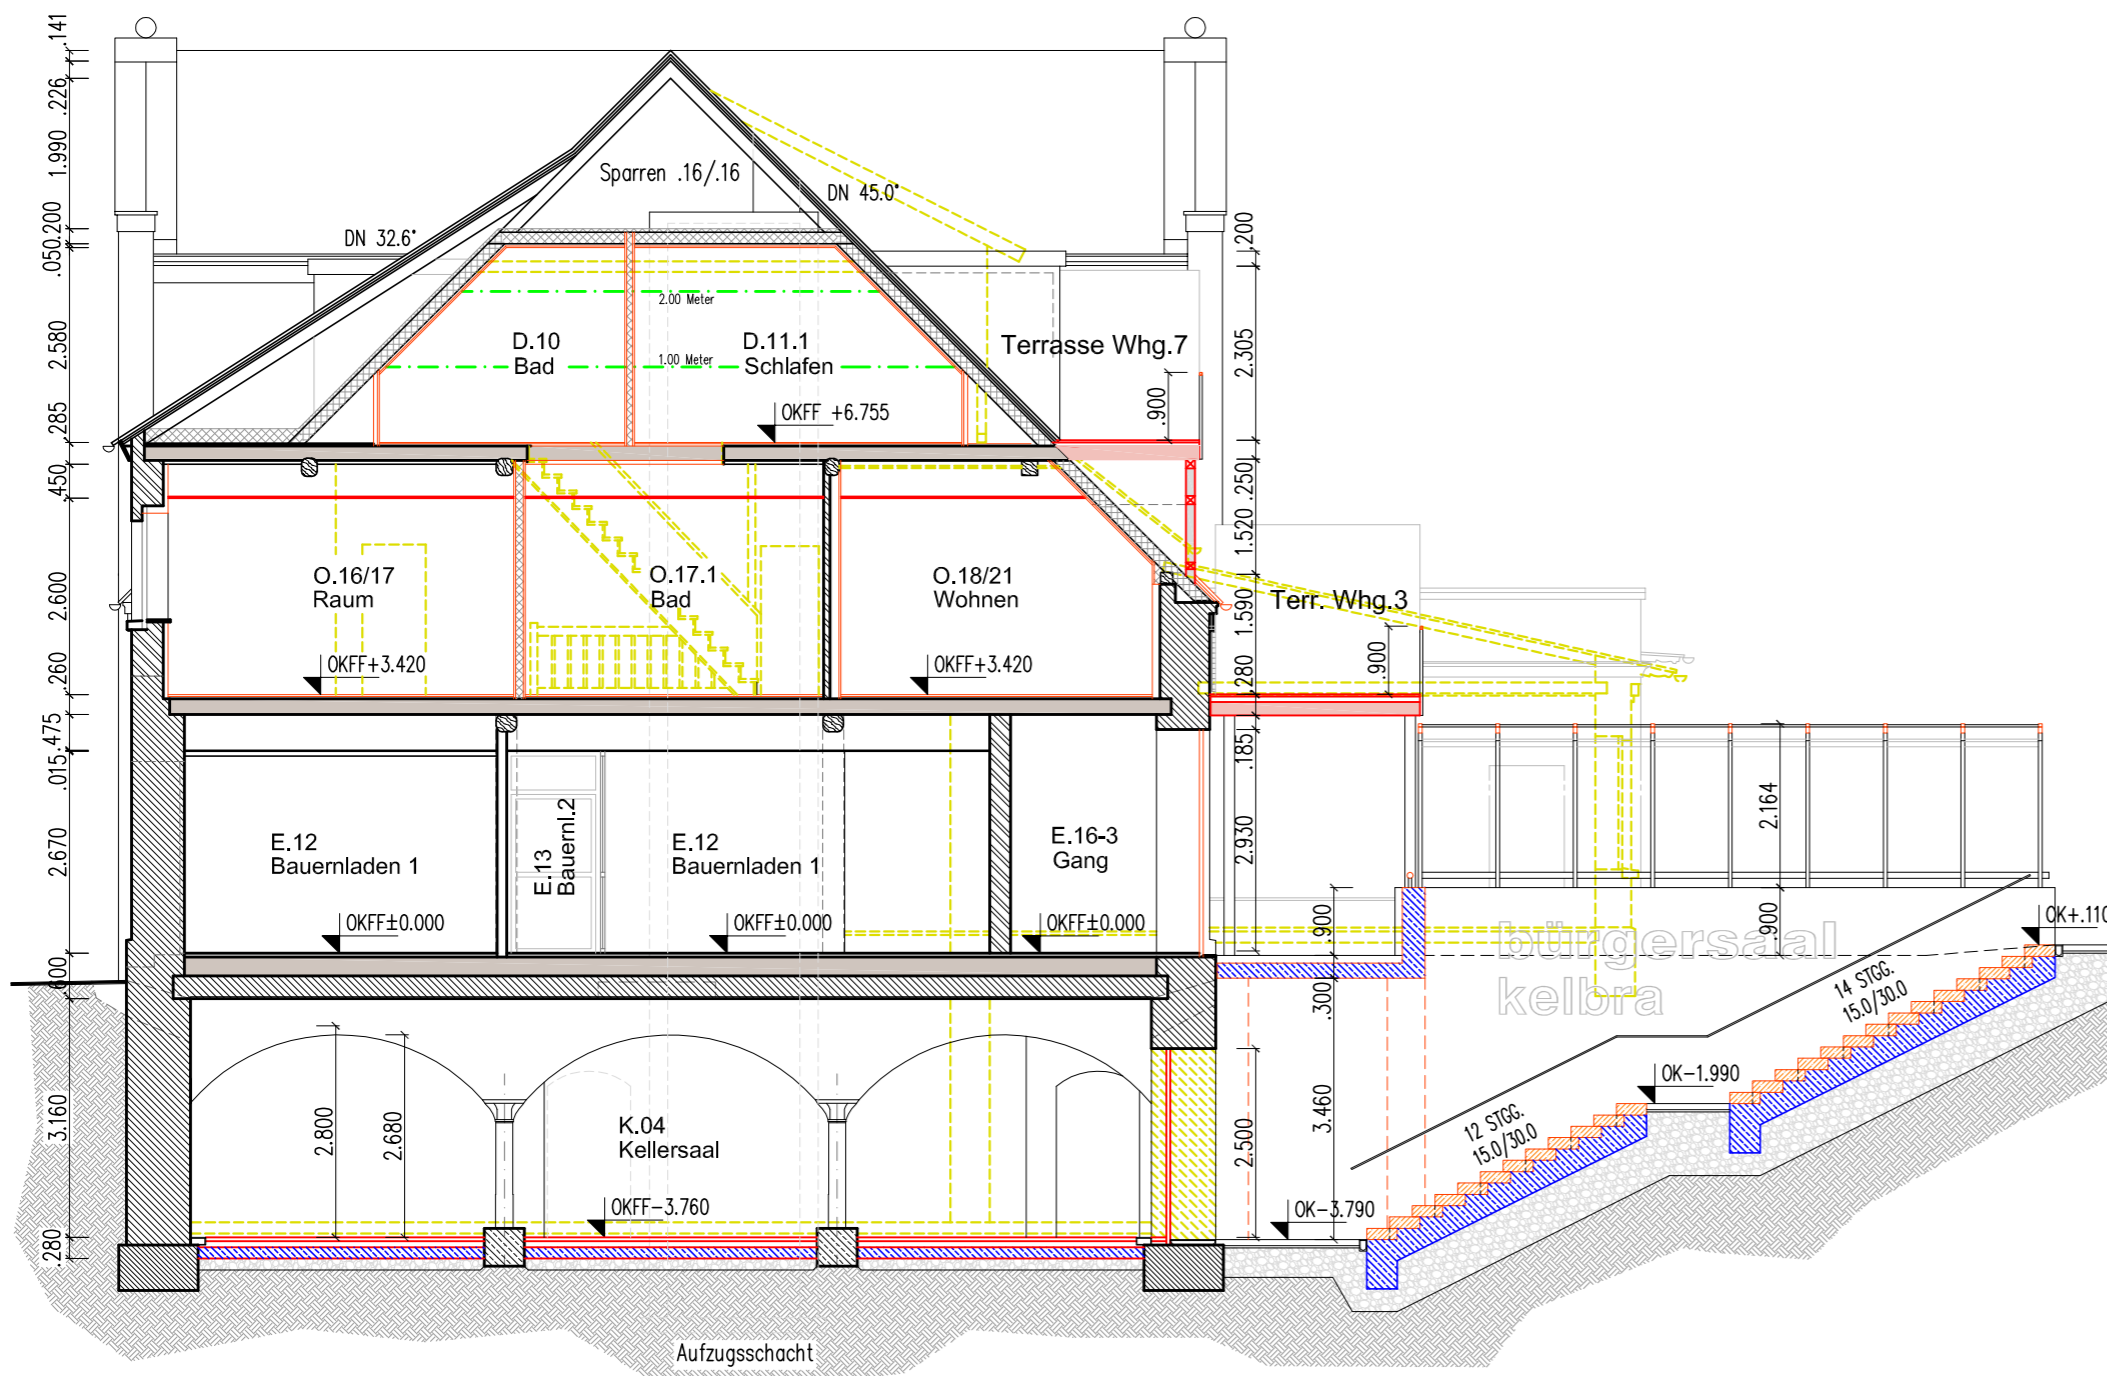 .141
.226
1.990
.200
.050
2.580
.285
.450
2.600
.260
.475
.015
2.670
.600
3.160
.280
Sparren .16/.16
DN 45.0°
DN 32.6°
2.00 Meter
1.00 Meter
D.10
Bad
D.11.1
Schlafen
OKFF +6.755
Terrasse Whg.7
.900
.200
2.305
.250
1.520
1.590
.280
.185
2.930
.900
.300
3.460
2.500
O.16/17
Raum
O.17.1
Bad
O.18/21
Wohnen
OKFF+3.420
OKFF+3.420
Terr. Whg.3
.900
E.12
Bauernladen 1
E.13
Bauernl.2
E.12
Bauernladen 1
E.16-3
Gang
OKFF±0.000
OKFF±0.000
OKFF±0.000
2.164
.900
OK+.110
bürgersaal
kelbra
14 STGG.
15.0/30.0
OK-1.990
12 STGG.
15.0/30.0
OK-3.790
2.800
2.680
K.04
Kellersaal
OKFF-3.760
Aufzugsschacht